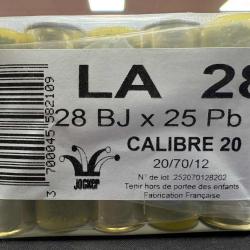 LA 28
28 BJ x 25 Pb
CALIBRE 20
20/70/12
N° de lot :252070128202
Tenir hors de portée des enfants
Fabrication Française
JOCKER
3 700045 582109